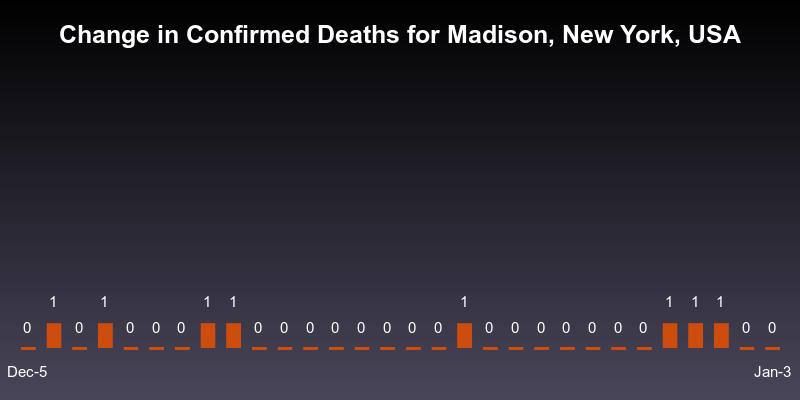 Change in Confirmed Deaths for Madison, New York, USA
0 1 0 1 0 0 0 1 1 0 0 0 0 0 0 0 0 1 0 0 0 0 0 0 0 1 1 1 0 0
Dec-5 Jan-3